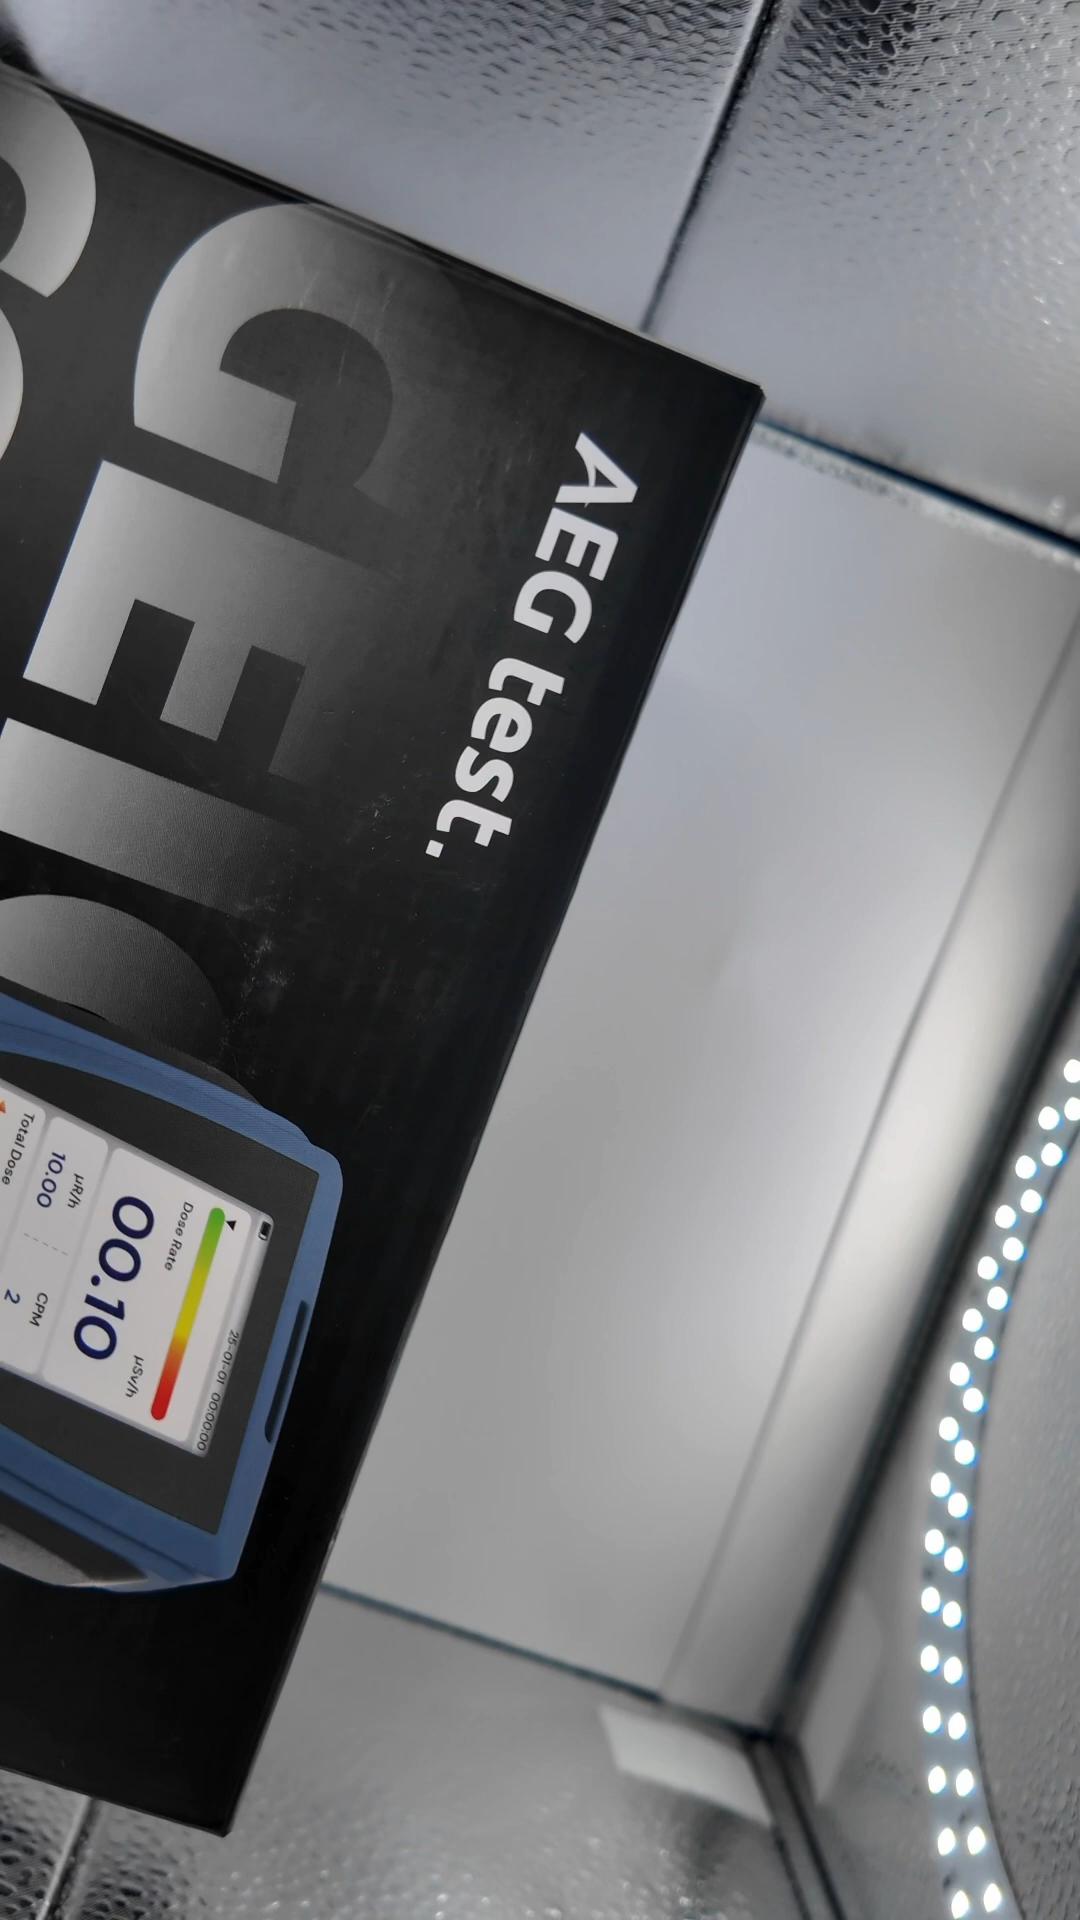 AEG test.
GEI
25-01-01 00:00:00
Dose Rate
00.10
µSv/h
µR/h
CPM
10.00
2
Total Dose